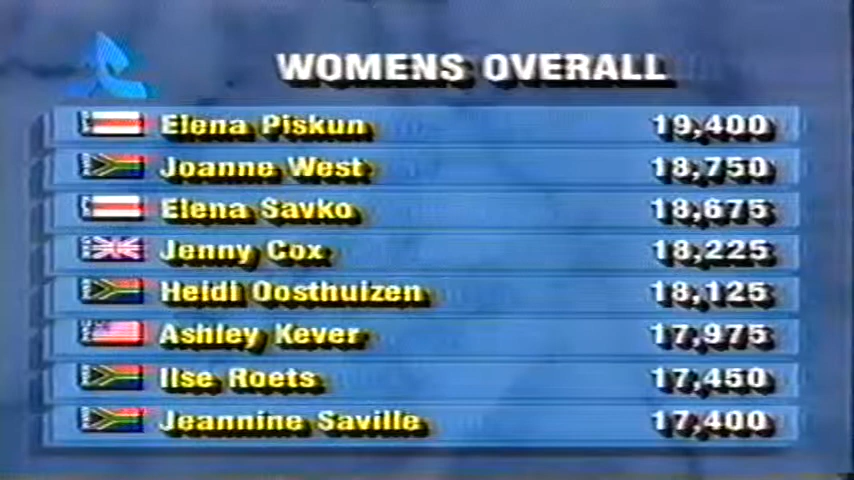 WOMENS OVERALL
Elena Piskun 19,400
Joanne West 18,750
Elena Savko 18,675
Jenny Cox 18,225
Heidi Oosthuizen 18,125
Ashley Kever 17,975
Ilse Roets 17,450
Jeannine Saville 17,400